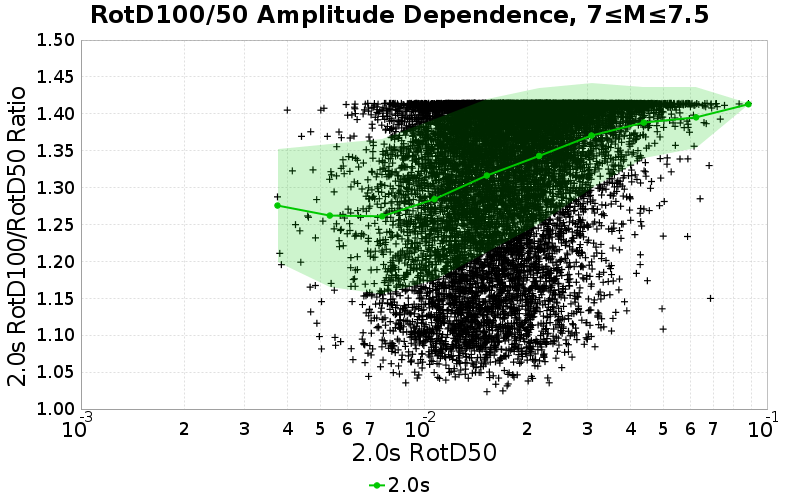 RotD100/50 Amplitude Dependence, 7≤M≤7.5
2.0s RotD100/RotD50 Ratio
1.50
1.45
1.40
1.35
1.30
1.25
1.20
1.15
1.10
1.05
1.00
10^-3 2 3 4 5 6 7 10^-2 2 3 4 5 6 7 10^-1
2.0s RotD50
2.0s